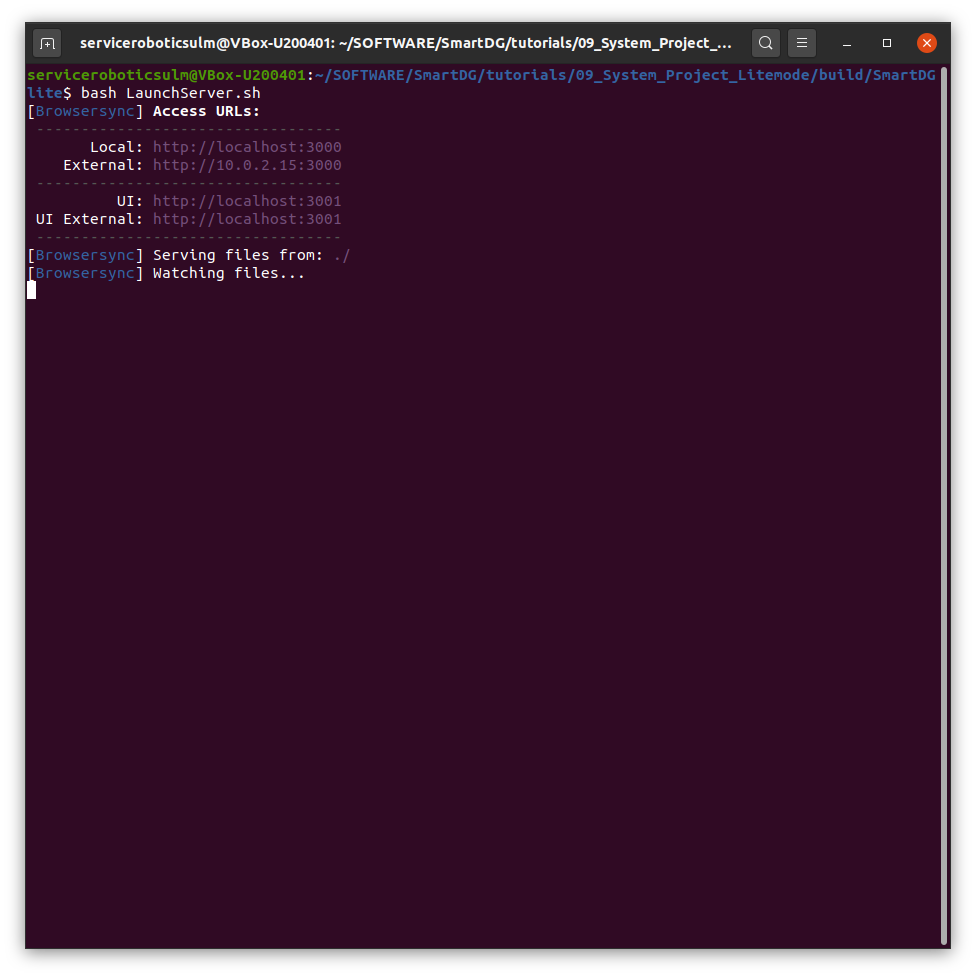 serviceroboticsulm@VBox-U200401: ~/SOFTWARE/SmartDG/tutorials/09_System_Project_...
serviceroboticsulm@VBox-U200401:~/SOFTWARE/SmartDG/tutorials/09_System_Project_Litemode/build/SmartDG
lite$ bash LaunchServer.sh
[Browsersync] Access URLs:
----------------------------------
Local: http://localhost:3000
External: http://10.0.2.15:3000
----------------------------------
UI: http://localhost:3001
UI External: http://localhost:3001
----------------------------------
[Browsersync] Serving files from: ./
[Browsersync] Watching files...